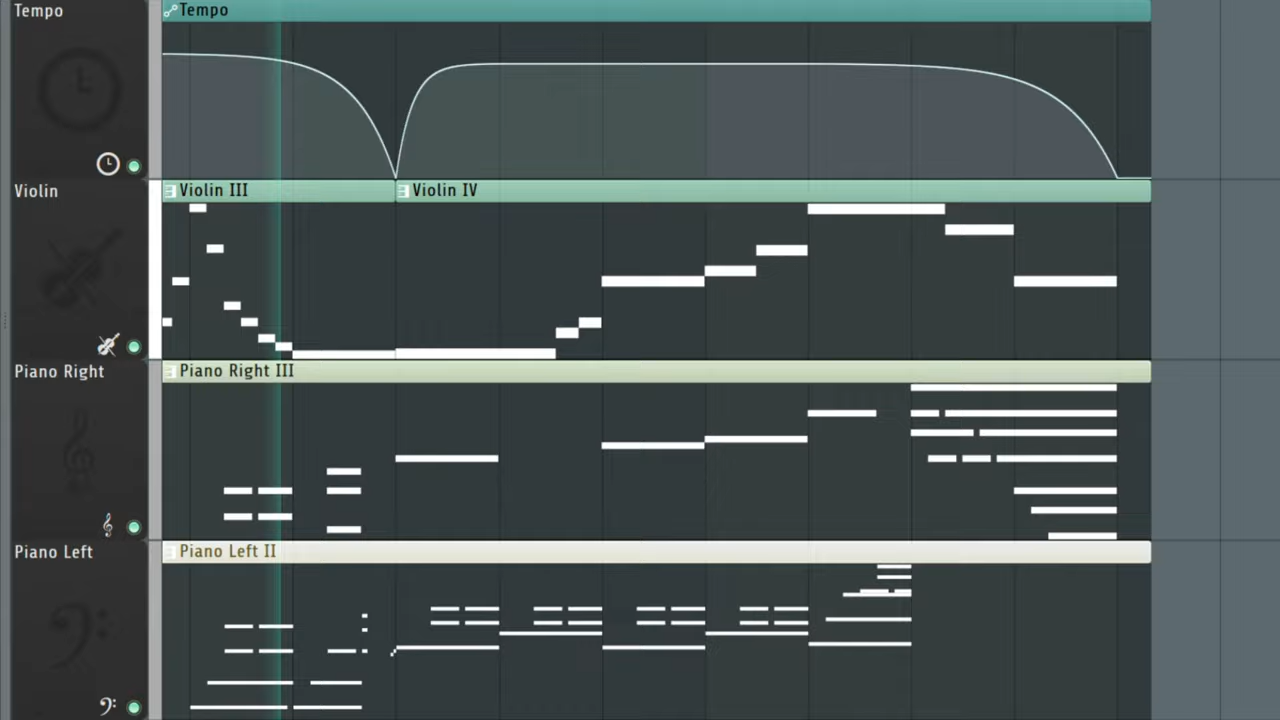 Tempo
Tempo
Violin
Violin III
Violin IV
Piano Right
Piano Right III
Piano Left
Piano Left II